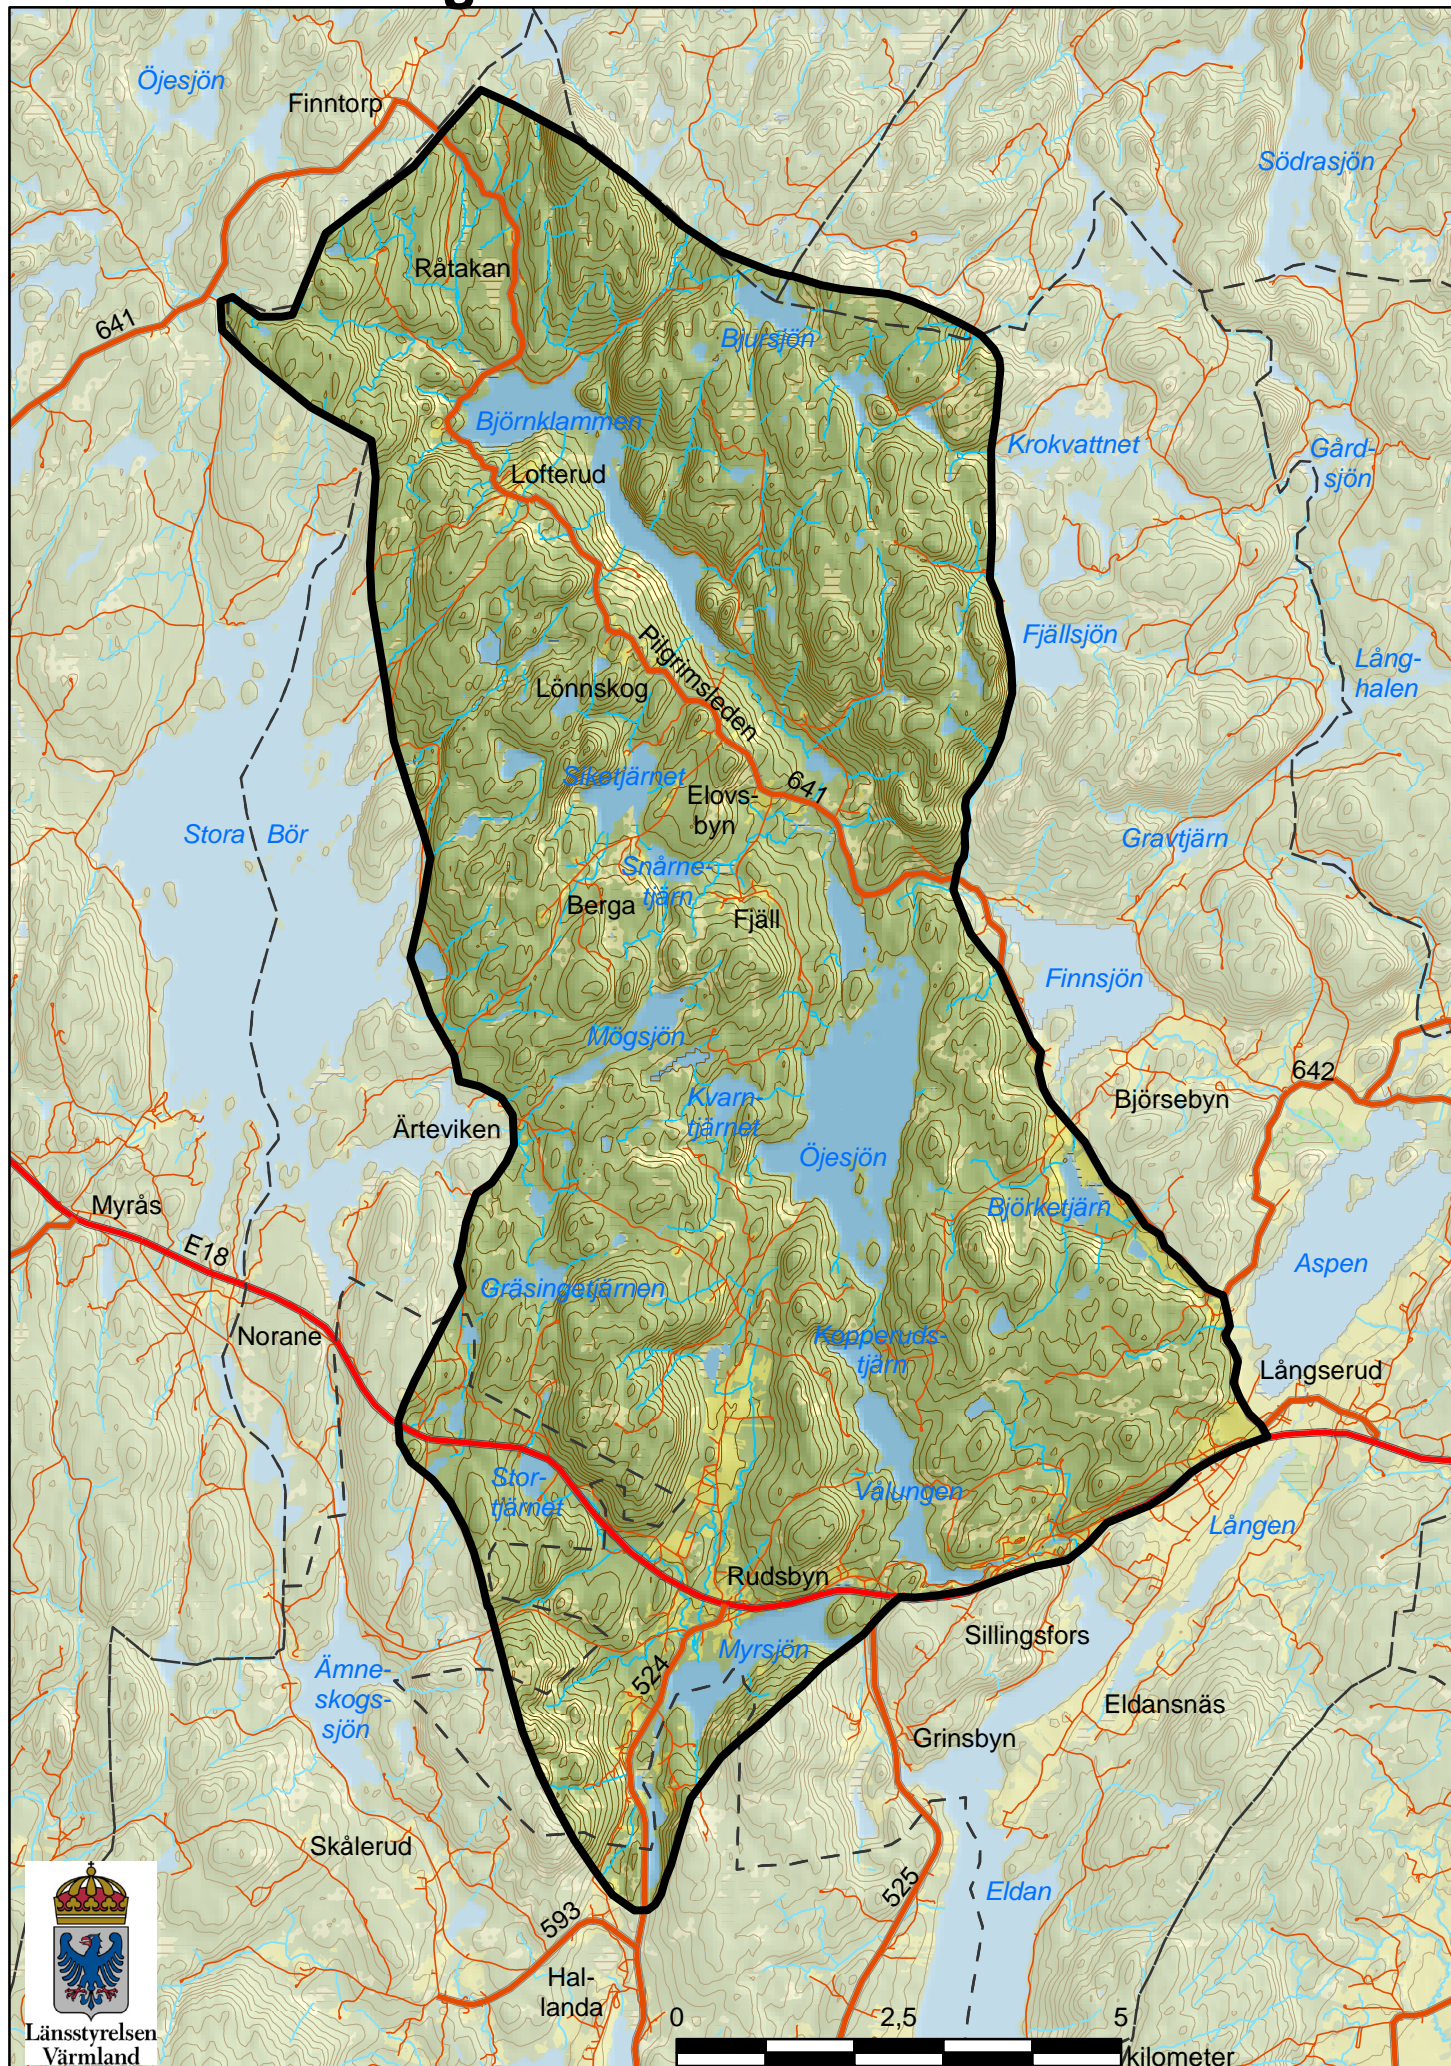 Öjesjön
Finntorp
Södrasjön
Råtakan
641
Bjursjön
Björnklammen
Krokvattnet
Gård-
sjön
Lofterud
Fjällsjön
Pilgrimsleden
Lång-
halen
Lönnskog
Siketjärnet
641
Elovs-
byn
Stora Bör
Gravtjärn
Snårne-
tjärn
Berga
Fjäll
Finnsjön
Mögsjön
642
Björsebyn
Kvarn-
tjärnet
Ärteviken
Öjesjön
Myrås
Björketjärn
E18
Aspen
Gräsingetjärnen
Norane
Kopperuds-
tjärn
Långserud
Stor-
tjärnet
Vålungen
Lången
Rudsbyn
Sillingsfors
Myrsjön
Ämne-
skogs-
sjön
524
Eldansnäs
Grinsbyn
Skålerud
525
Eldan
593
Hal-
landa
0 2,5 5
kilometer
Länsstyrelsen
Värmland